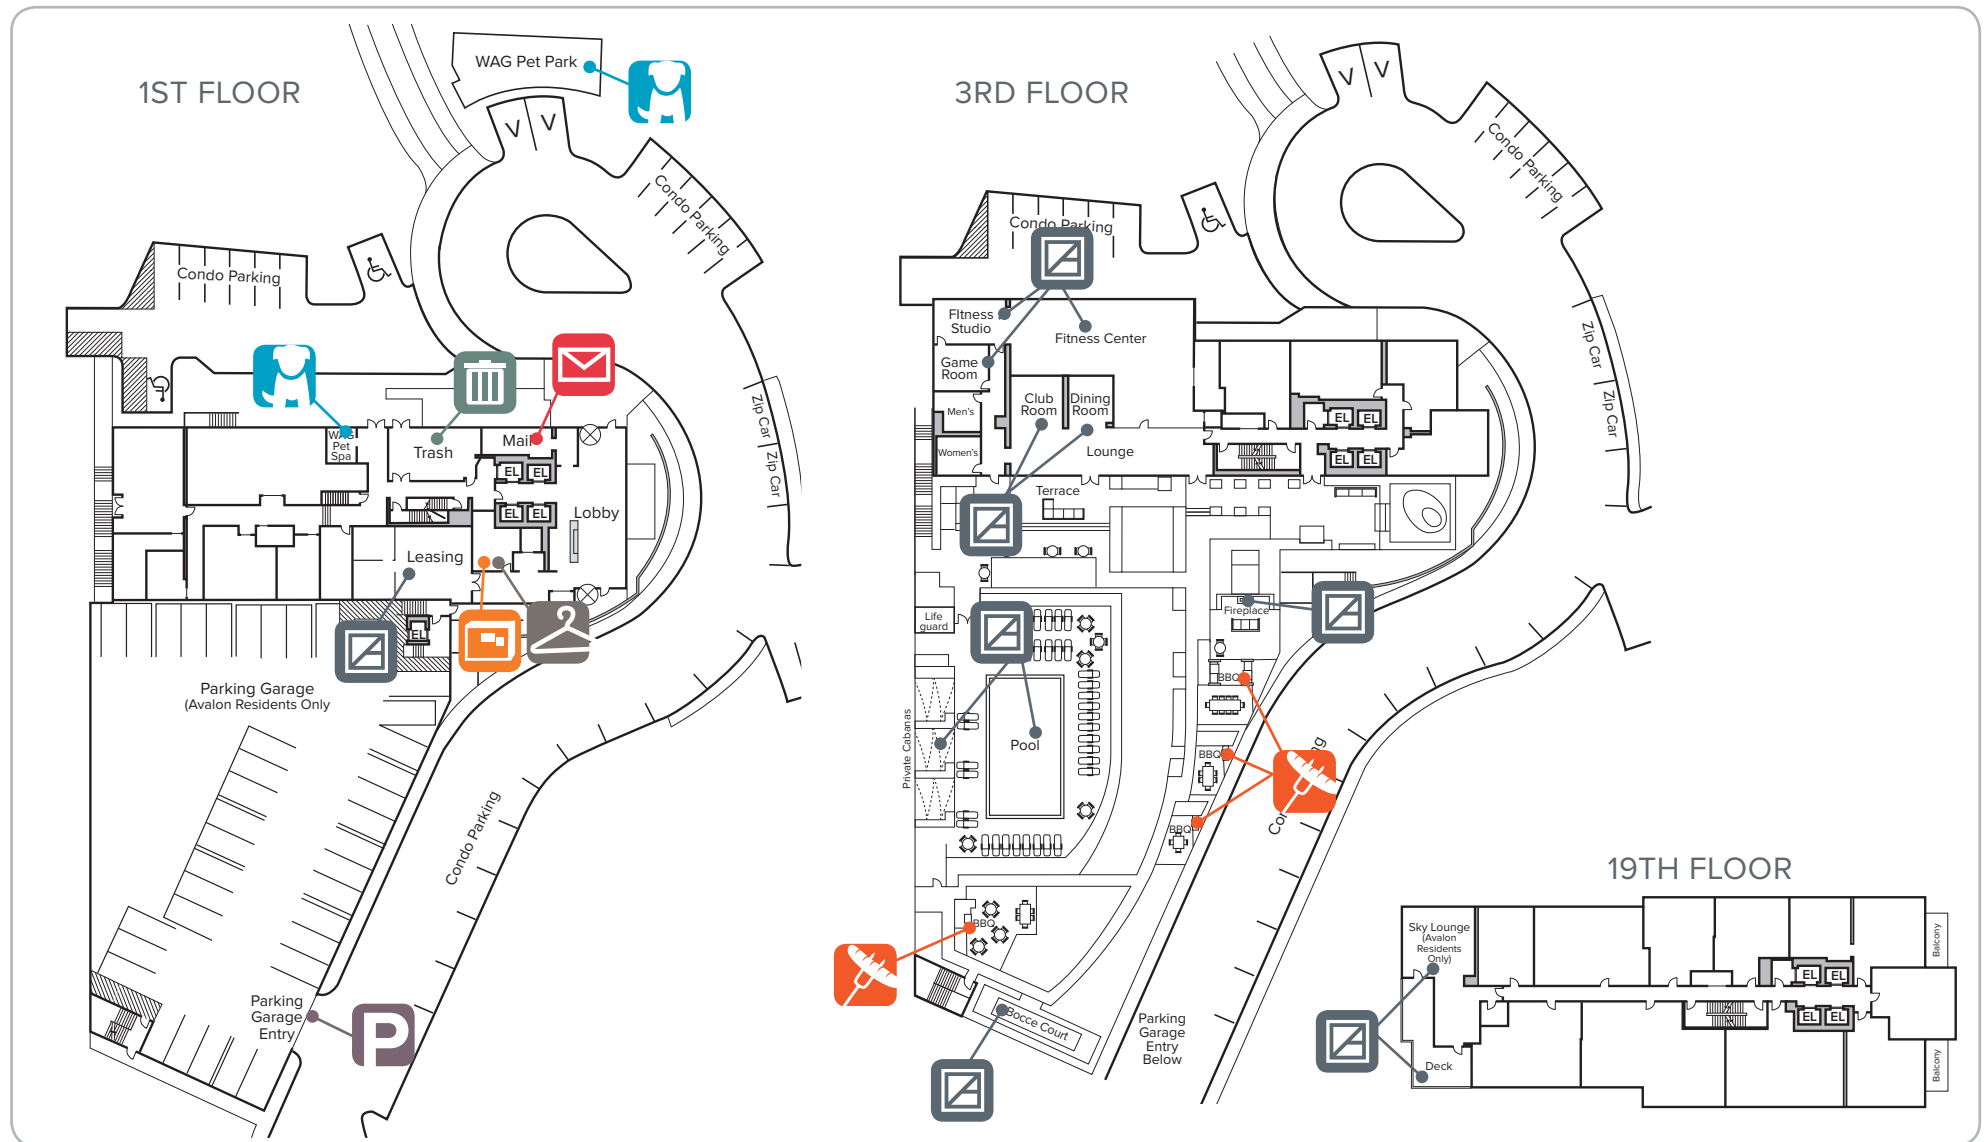 1ST FLOOR
WAG Pet Park
V V
Condo Parking
Condo Parking
Zip Car
Zip Car
WAG
Pet
Spa
Trash
Mail
EL EL
EL EL
Lobby
Leasing
EL
Parking Garage
(Avalon Residents Only
Condo Parking
Parking
Garage
Entry
P
3RD FLOOR
V V
Condo Parking
Condo Parking
Zip Car
Zip Car
FItness
Studio
Fitness Center
Game
Room
Club
Room
Dining
Room
Men's
Women's
Lounge
EL EL
EL EL
Terrace
Life
guard
Fireplace
BBQ
Private Cabanas
Pool
BBQ
BBQ
BBQ
Bocce Court
Parking
Garage
Entry
Below
19TH FLOOR
Sky Lounge
(Avalon
Residents
Only)
EL EL
EL EL
Deck
Balcony
Balcony